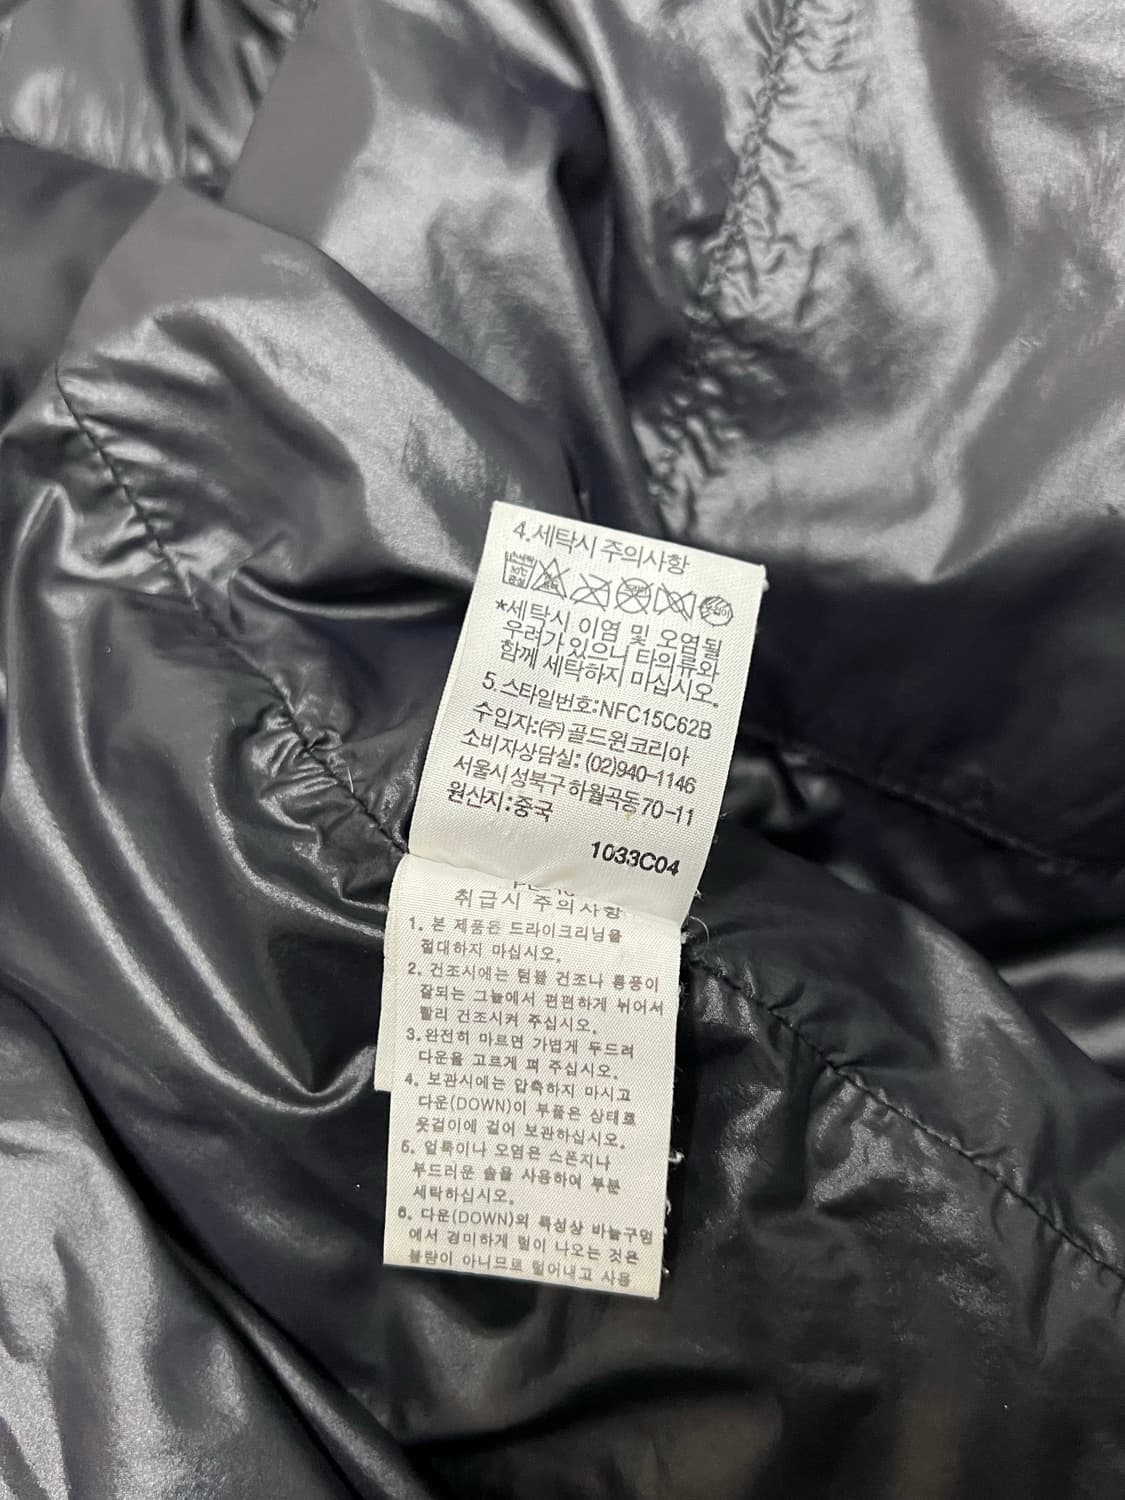 4.세탁시 주의사항
*세탁시 이염 및 오염될
우려가 있으니 타의류와
함께 세탁하지 마십시오.
5.스타일번호:NFC15C62B
수입자:(주)골드윈코리아
소비자상담실:(02)940-1146
서울시 성북구 하월곡동70-11
원산지:중국
1033C04
취급시 주의사항
1. 본 제품은 드라이크리닝을
절대하지 마십시오.
2. 건조시에는 텀블 건조나 통풍이
잘되는 그늘에서 편편하게 뉘어서
빨리 건조시켜 주십시오.
3.완전히 마르면 가볍게 두드려
다운을 고르게 펴 주십시오.
4. 보관시에는 압축하지 마시고
다운(DOWN)이 부풀은 상태로
옷걸이에 걸어 보관하십시오.
5. 얼룩이나 오염은 스폰지나
부드러운 솔을 사용하여 부분
세탁하십시오.
6. 다운(DOWN)의 특성상 바늘구멍
에서 경미하게 털이 나오는 것은
불량이 아니므로 털어내고 사용